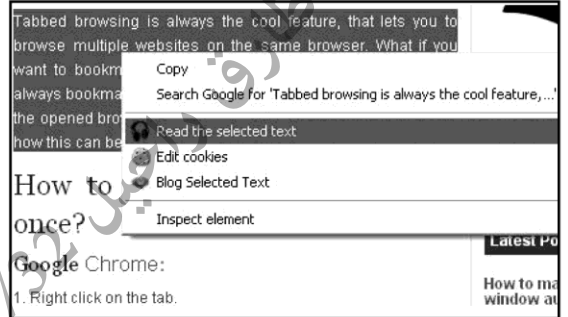 Tabbed browsing is always the cool feature, that lets you to
browse multiple websites on the same browser. What if you
want to bookm
always bookma
the opened bro
how this can be
Copy
Search Google for 'Tabbed browsing is always the cool feature,...'
Read the selected text
Edit cookies
Blog Selected Text
Inspect element
How to
once?
Google Chrome:
1. Right click on the tab.
Latest Po
How to ma
window au
طارق راحيل
/32